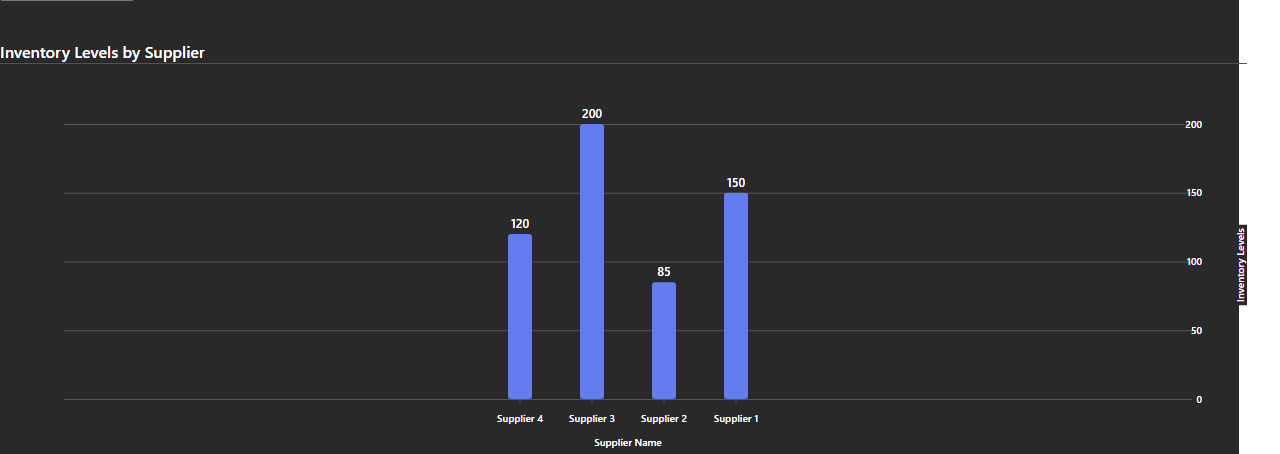 Inventory Levels by Supplier
200
200
150
150
120
Inventory Levels
100
85
50
0
Supplier 4
Supplier 3
Supplier 2
Supplier 1
Supplier Name